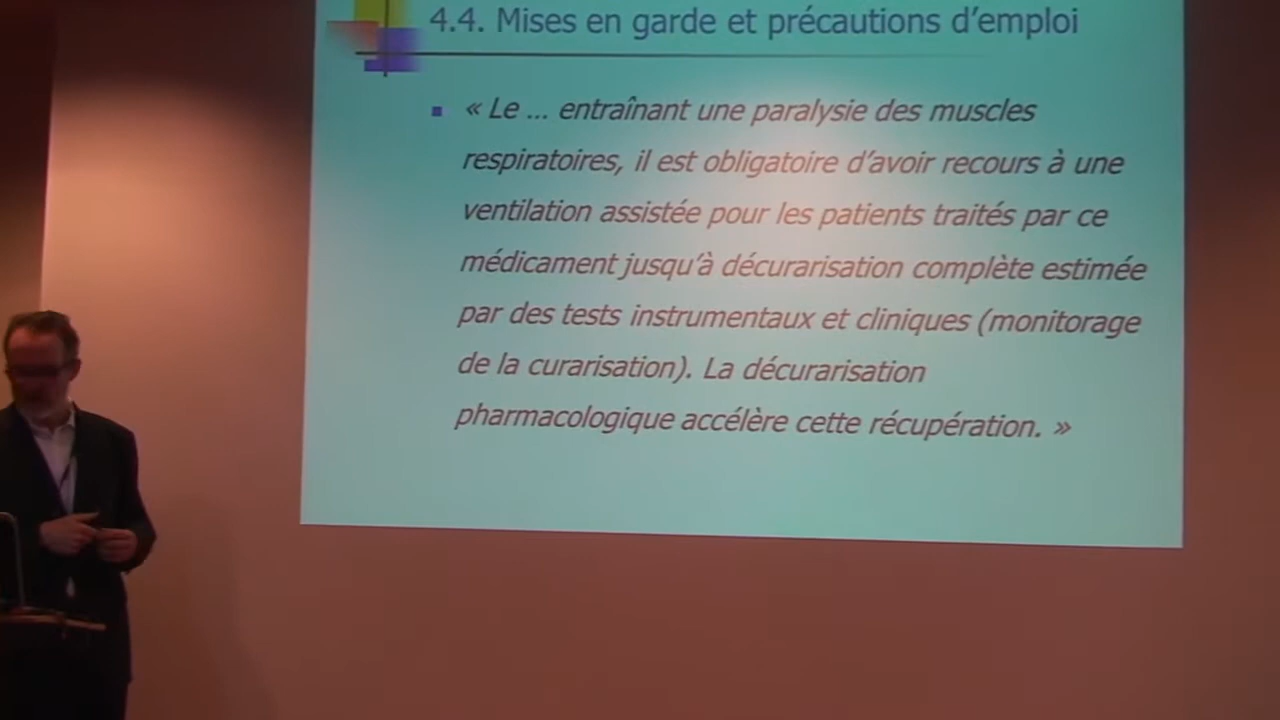 4.4. Mises en garde et précautions d'emploi
« Le ... entraînant une paralysie des muscles
respiratoires, il est obligatoire d'avoir recours à une
ventilation assistée pour les patients traités par ce
médicament jusqu'à décurarisation complète estimée
par des tests instrumentaux et cliniques (monitorage
de la curarisation). La décurarisation
pharmacologique accélère cette récupération. »